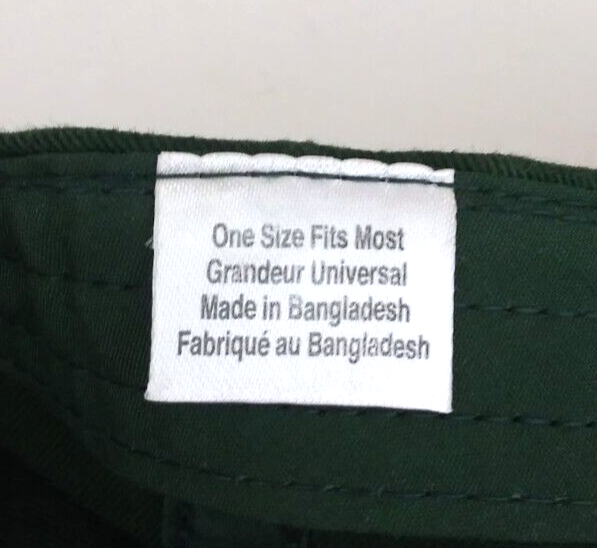 One Size Fits Most
Grandeur Universal
Made in Bangladesh
Fabriqué au Bangladesh